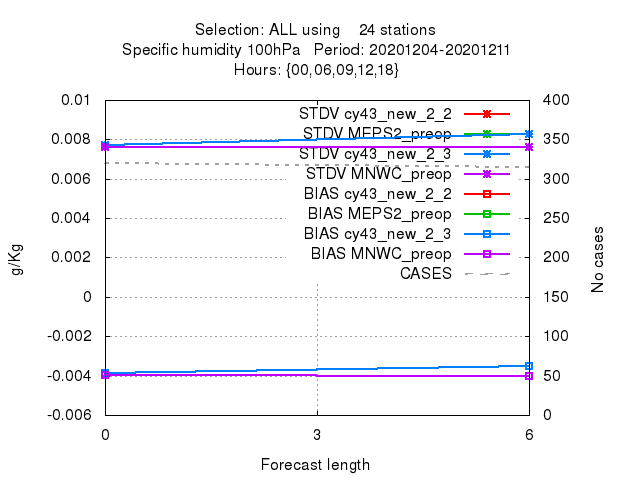 Selection: ALL using 24 stations
Specific humidity 100hPa Period: 20201204-20201211
Hours: {00,06,09,12,18}
0.01 400
STDV cy43_new_2_2
0.008 STDV MEPS2_preop 350
STDV cy43_new_2_3
0.006 STDV MNWC_preop 300
BIAS cy43_new_2_2
0.004 BIAS MEPS2_preop 250
BIAS cy43_new_2_3
0.002 BIAS MNWC_preop 200
CASES
0 150
-0.002 100
-0.004 50
-0.006 0
g/Kg
No cases
0 3 6
Forecast length